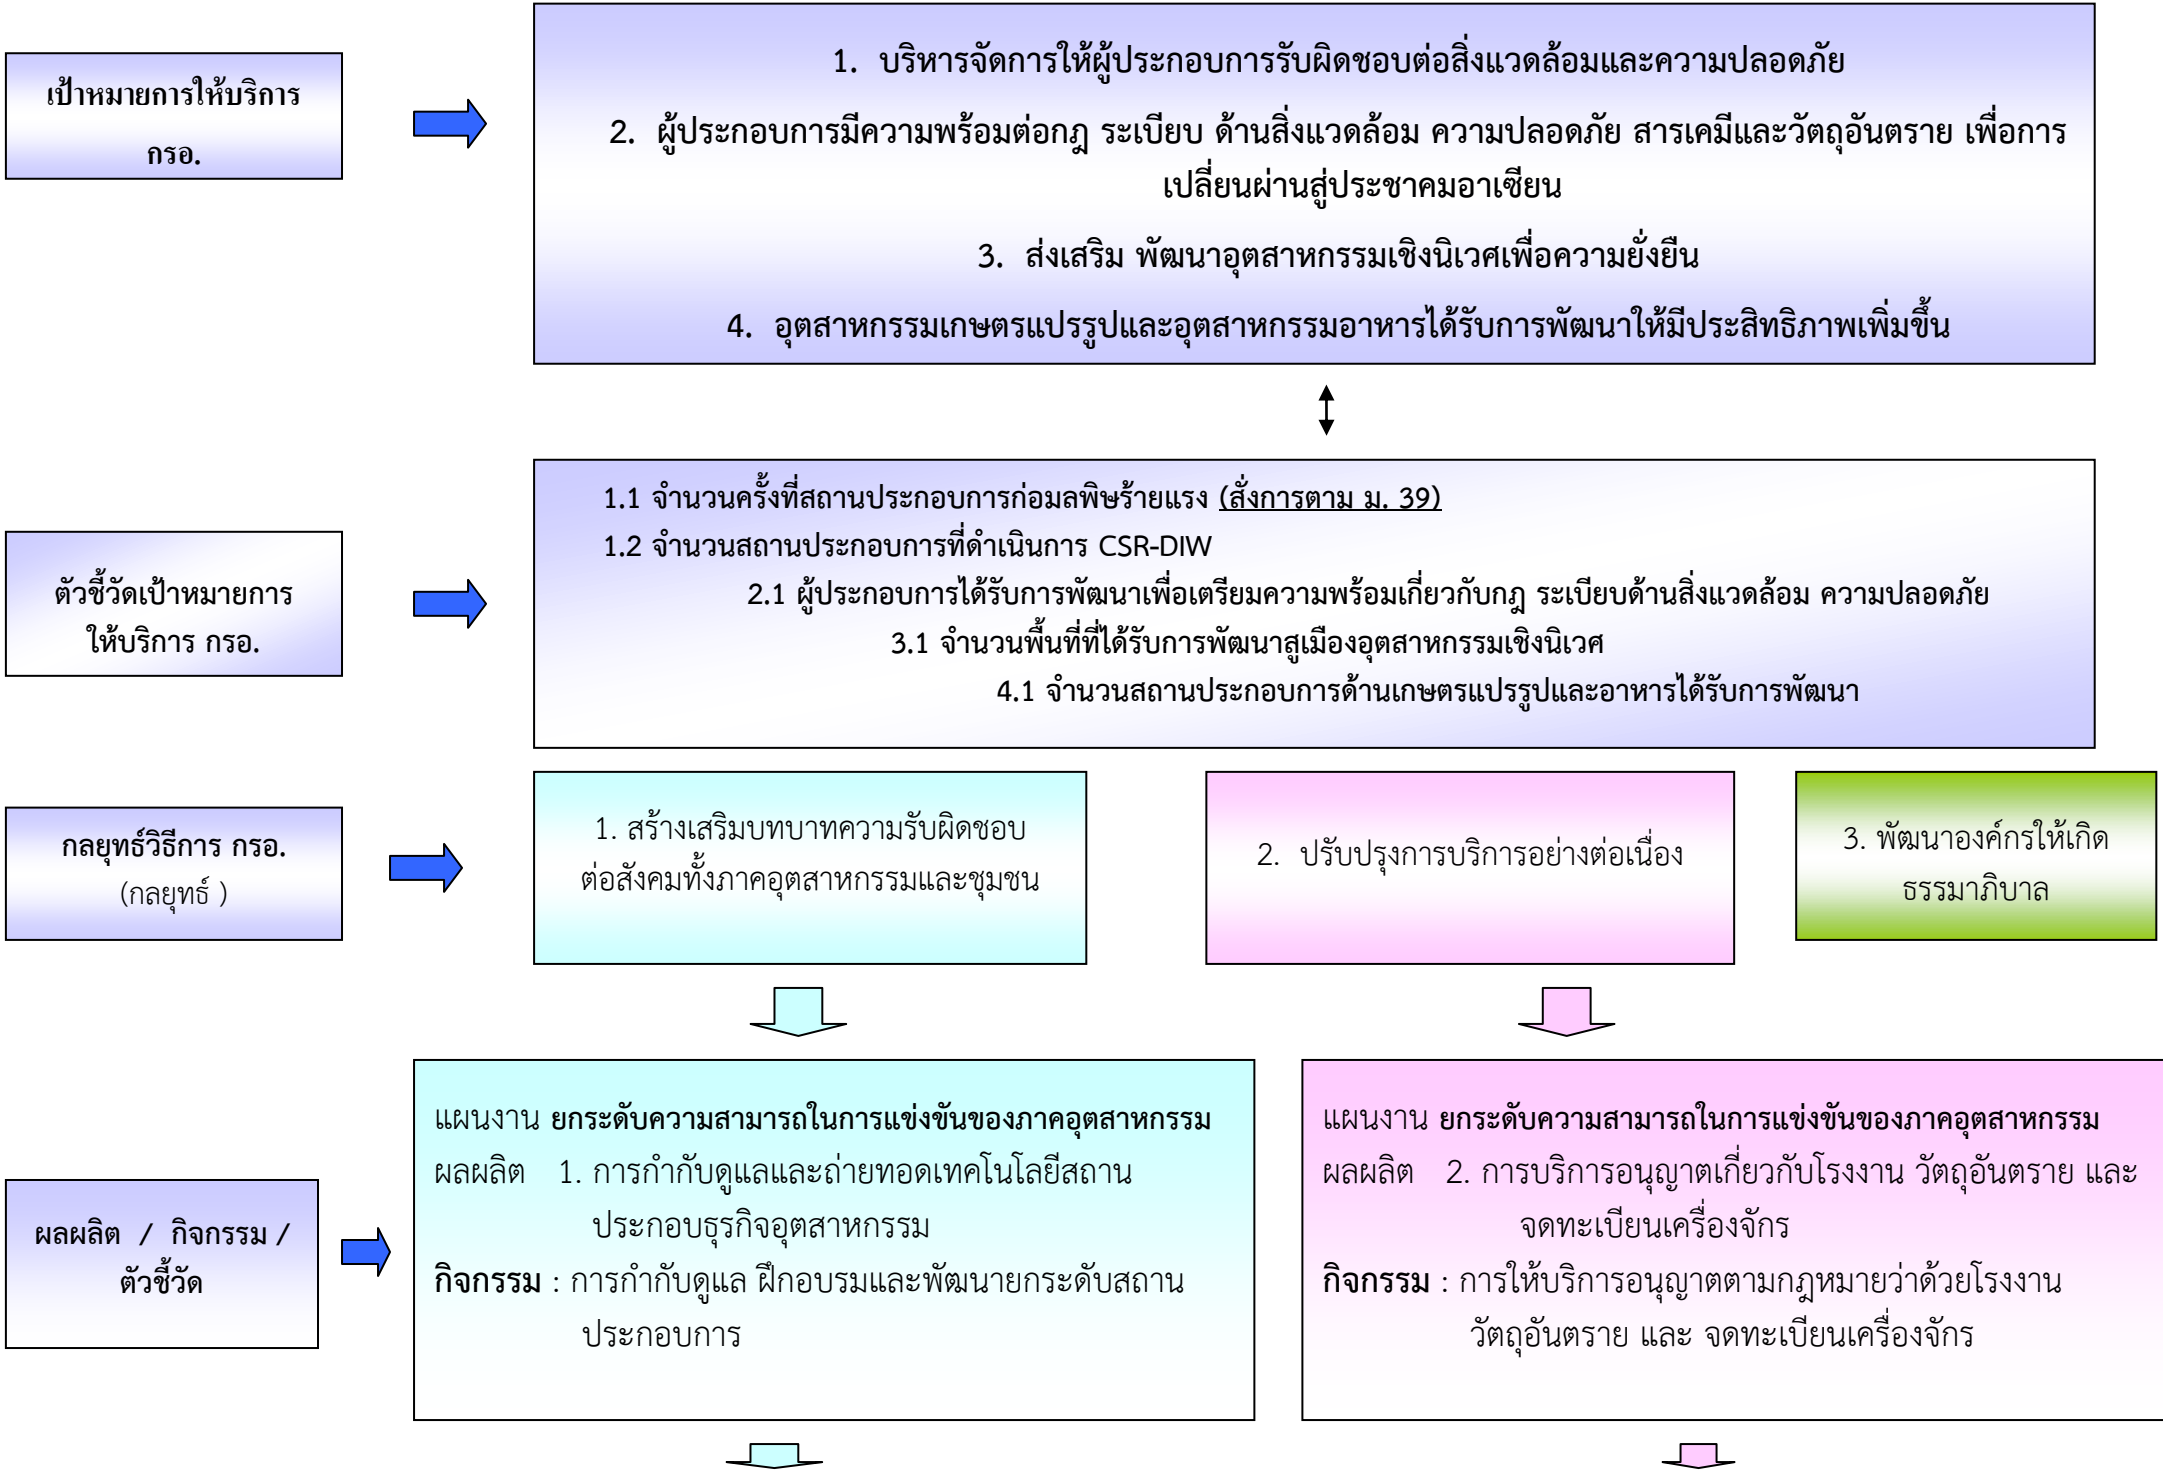 เป้าหมายการให้บริการ
กรอ.
1. บริหารจัดการให้ผู้ประกอบการรับผิดชอบต่อสิ่งแวดล้อมและความปลอดภัย
2. ผู้ประกอบการมีความพร้อมต่อกฎ ระเบียบ ด้านสิ่งแวดล้อม ความปลอดภัย สารเคมีและวัตถุอันตราย เพื่อการ
เปลี่ยนผ่านสู่ประชาคมอาเซียน
3. ส่งเสริม พัฒนาอุตสาหกรรมเชิงนิเวศเพื่อความยั่งยืน
4. อุตสาหกรรมเกษตรแปรรูปและอุตสาหกรรมอาหารได้รับการพัฒนาให้มีประสิทธิภาพเพิ่มขึ้น
ตัวชี้วัดเป้าหมายการ
ให้บริการ กรอ.
1.1 จำนวนครั้งที่สถานประกอบการก่อมลพิษร้ายแรง (สั่งการตาม ม. 39)
1.2 จำนวนสถานประกอบการที่ดำเนินการ CSR-DIW
2.1 ผู้ประกอบการได้รับการพัฒนาเพื่อเตรียมความพร้อมเกี่ยวกับกฎ ระเบียบด้านสิ่งแวดล้อม ความปลอดภัย
3.1 จำนวนพื้นที่ที่ได้รับการพัฒนาสูเมืองอุตสาหกรรมเชิงนิเวศ
4.1 จำนวนสถานประกอบการด้านเกษตรแปรรูปและอาหารได้รับการพัฒนา
กลยุทธ์วิธีการ กรอ.
(กลยุทธ์ )
1. สร้างเสริมบทบาทความรับผิดชอบ
ต่อสังคมทั้งภาคอุตสาหกรรมและชุมชน
2. ปรับปรุงการบริการอย่างต่อเนื่อง
3. พัฒนาองค์กรให้เกิด
ธรรมาภิบาล
ผลผลิต / กิจกรรม /
ตัวชี้วัด
แผนงาน ยกระดับความสามารถในการแข่งขันของภาคอุตสาหกรรม
ผลผลิต 1. การกำกับดูแลและถ่ายทอดเทคโนโลยีสถาน
ประกอบธุรกิจอุตสาหกรรม
กิจกรรม : การกำกับดูแล ฝึกอบรมและพัฒนายกระดับสถาน
ประกอบการ
แผนงาน ยกระดับความสามารถในการแข่งขันของภาคอุตสาหกรรม
ผลผลิต 2. การบริการอนุญาตเกี่ยวกับโรงงาน วัตถุอันตราย และ
จดทะเบียนเครื่องจักร
กิจกรรม : การให้บริการอนุญาตตามกฎหมายว่าด้วยโรงงาน
วัตถุอันตราย และ จดทะเบียนเครื่องจักร